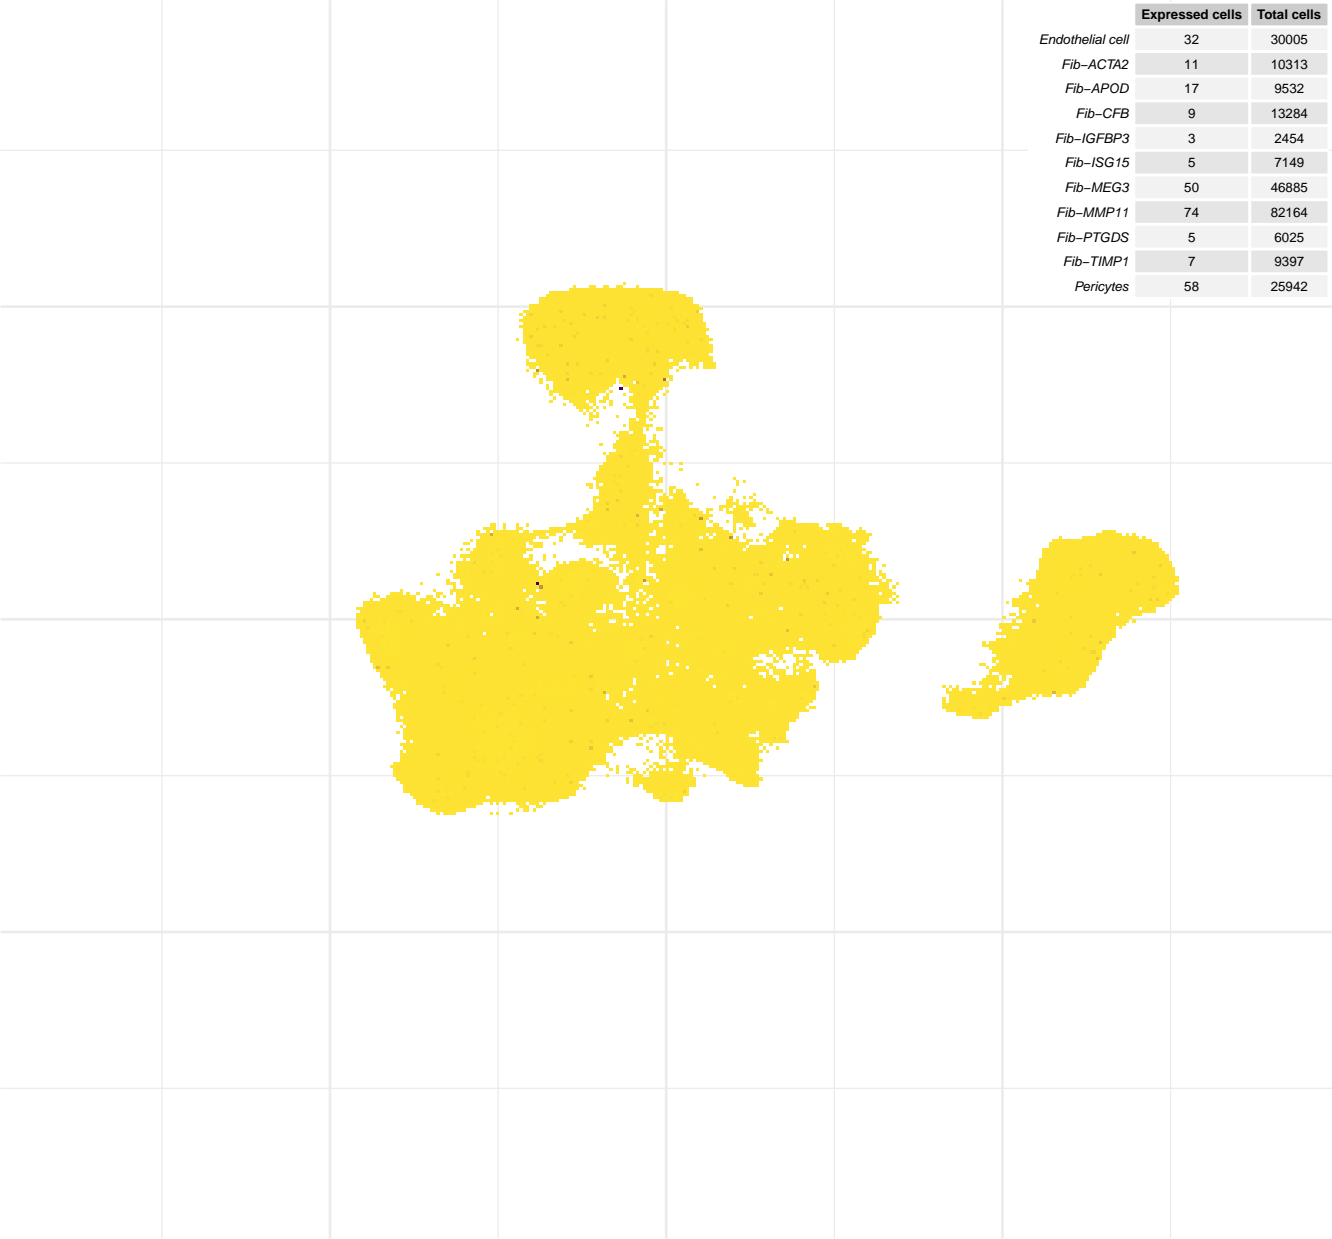 Expressed cells Total cells
Endothelial cell 32 30005
Fib−ACTA2 11 10313
Fib−APOD 17 9532
Fib−CFB 9 13284
Fib−IGFBP3 3 2454
Fib−ISG15 5 7149
Fib−MEG3 50 46885
Fib−MMP11 74 82164
Fib−PTGDS 5 6025
Fib−TIMP1 7 9397
Pericytes 58 25942